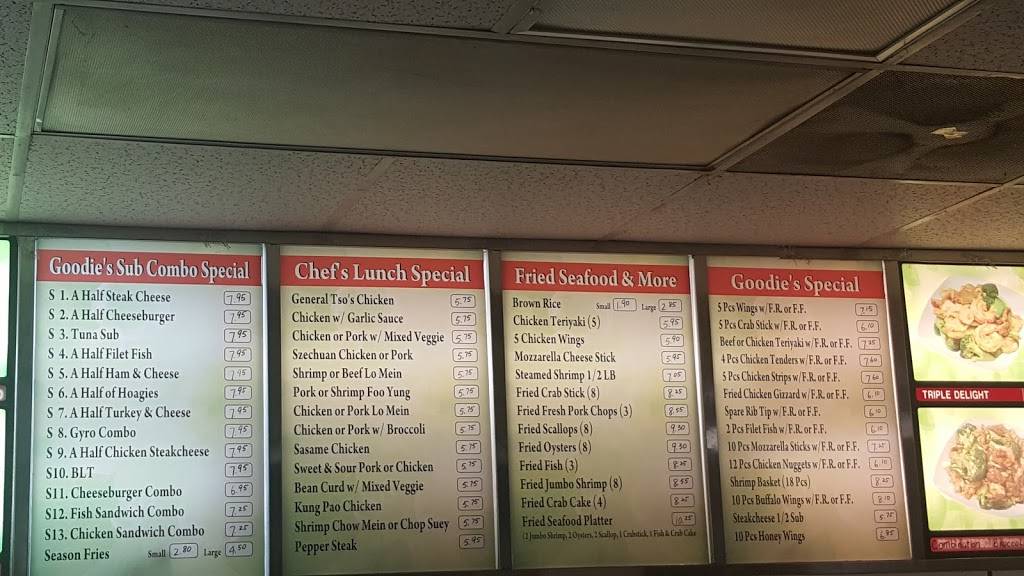 Goodie's Sub Combo Special
S 1. A Half Steak Cheese 7.95
S 2. A Half Cheeseburger 7.95
S 3. Tuna Sub 7.95
S 4. A Half Filet Fish 7.95
S 5. A Half Ham & Cheese 7.95
S 6. A Half of Hoagies 7.95
S 7. A Half Turkey & Cheese 7.95
S 8. Gyro Combo 7.95
S 9. A Half Chicken Steakcheese 7.95
S10. BLT 7.95
S11. Cheeseburger Combo 6.95
S12. Fish Sandwich Combo 7.25
S13. Chicken Sandwich Combo 7.25
Season Fries Small 2.80 Large 4.50
Chef's Lunch Special
General Tso's Chicken 5.75
Chicken w/ Garlic Sauce 5.75
Chicken or Pork w/ Mixed Veggie 5.75
Szechuan Chicken or Pork 5.75
Shrimp or Beef Lo Mein 5.75
Pork or Shrimp Foo Yung 5.75
Chicken or Pork Lo Mein 5.75
Chicken or Pork w/ Broccoli 5.75
Sasame Chicken 5.75
Sweet & Sour Pork or Chicken 5.75
Bean Curd w/ Mixed Veggie 5.75
Kung Pao Chicken 5.75
Shrimp Chow Mein or Chop Suey 5.75
Pepper Steak 5.95
Fried Seafood & More
Brown Rice Small 1.90 Large 2.85
Chicken Teriyaki (5) 5.95
5 Chicken Wings 5.90
Mozzarella Cheese Stick 5.95
Steamed Shrimp 1/2 LB 7.05
Fried Crab Stick (8) 8.25
Fried Fresh Pork Chops (3) 8.55
Fried Scallops (8) 9.30
Fried Oysters (8) 9.30
Fried Fish (3) 8.25
Fried Jumbo Shrimp (8) 8.55
Fried Crab Cake (4) 8.25
Fried Seafood Platter 10.25
(2 Jumbo Shrimp, 2 Oysters, 2 Scallop, 1 Crabstick, 1 Fish & Crab Cake
Goodie's Special
5 Pcs Wings w/F.R. or F.F. 7.15
5 Pcs Crab Stick w/F.R. or F.F. 6.10
Beef or Chicken Teriyaki w/F.R. or F.F. 7.25
4 Pcs Chicken Tenders w/F.R. or F.F. 7.60
5 Pcs Chicken Strips w/F.R. or F.F. 7.60
Fried Chicken Gizzard w/F.R. or F.F. 6.10
Spare Rib Tip w/F.R. or F.F. 6.10
2 Pcs Filet Fish w/F.R. or F.F. 6.10
10 Pcs Mozzarella Sticks w/F.R. or F.F. 7.25
12 Pcs Chicken Nuggets w/F.R. or F.F. 6.10
Shrimp Basket (18 Pcs) 8.25
10 Pcs Buffalo Wings w/F.R. or F.F. 8.10
Steakcheese 1/2 Sub 5.75
10 Pcs Honey Wings 6.95
TRIPLE DELIGHT